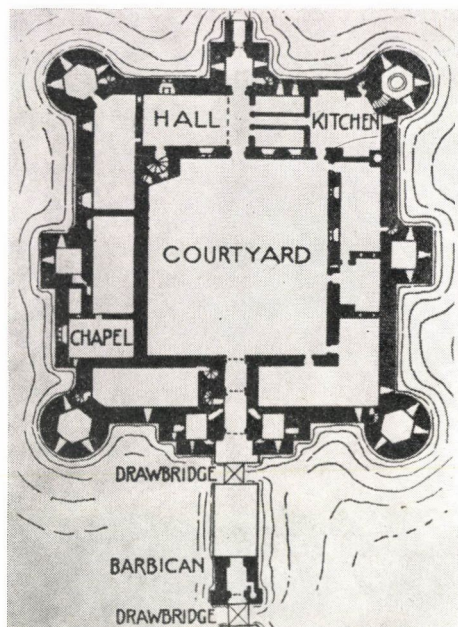 HALL
KITCHEN
COURTYARD
CHAPEL
DRAWBRIDGE
BARBICAN
DRAWBRIDGE